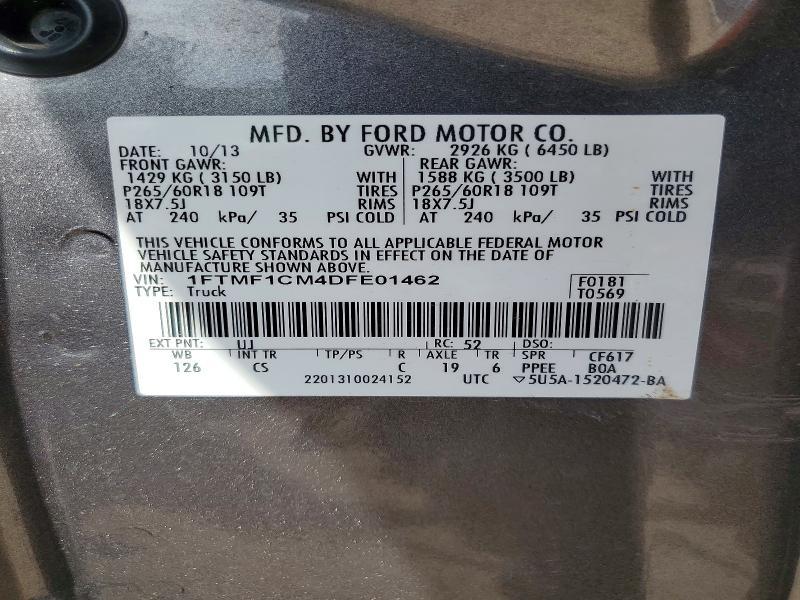 MFD. BY FORD MOTOR CO.
DATE: 10/13 GVWR: 2926 KG ( 6450 LB)
FRONT GAWR: REAR GAWR:
1429 KG ( 3150 LB) WITH 1588 KG ( 3500 LB) WITH
P265/60R18 109T TIRES P265/60R18 109T TIRES
18X7.5J RIMS 18X7.5J RIMS
AT 240 kPa/ 35 PSI COLD AT 240 kPa/ 35 PSI COLD
THIS VEHICLE CONFORMS TO ALL APPLICABLE FEDERAL MOTOR
VEHICLE SAFETY STANDARDS IN EFFECT ON THE DATE OF
MANUFACTURE SHOWN ABOVE.
VIN: 1FTMF1CM4DFE01462 F0181
TYPE: Truck T0569
EXT PNT: UJ RC: 52 DSO:
WB INT TR TP/PS R AXLE TR SPR CF617
126 CS C 19 6 PPEE BOA
2201310024152 UTC ▽5U5A-1520472-BA